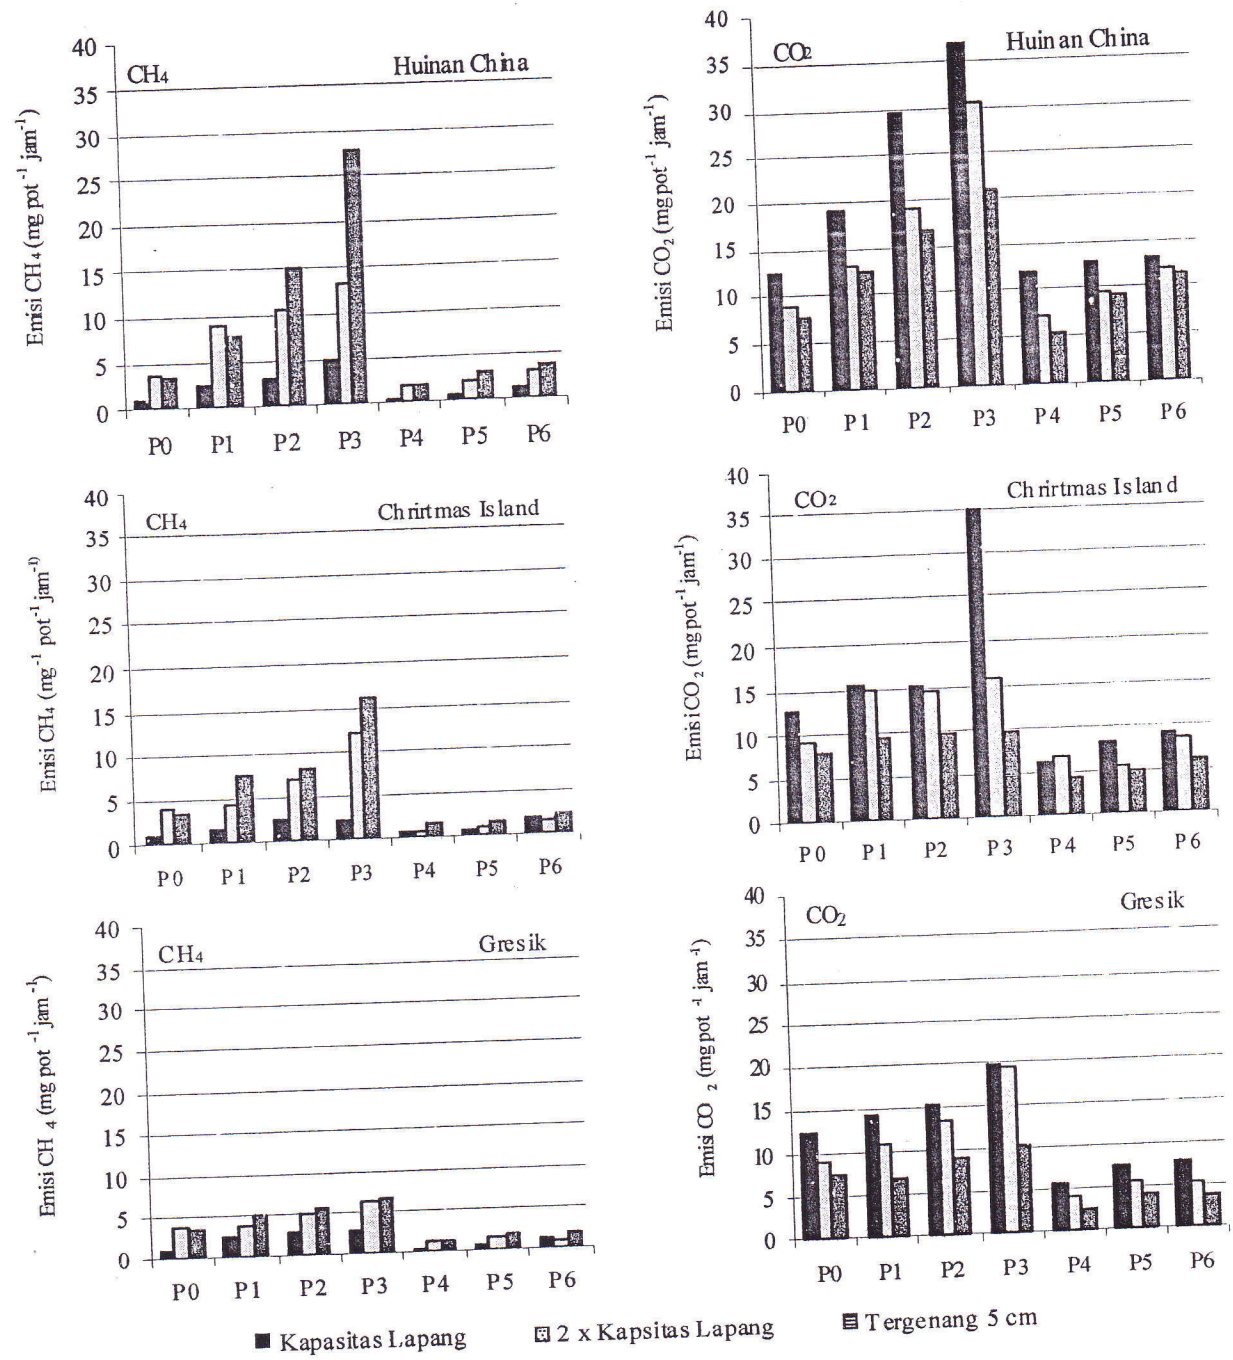 CH4 Huinan China
Emisi CH4 (mg pot-1 jam-1)
40
35
30
25
20
15
10
5
0
P0 P1 P2 P3 P4 P5 P6
CO2 Huinan China
Emisi CO2 (mg pot-1 jam-1)
40
35
30
25
20
15
10
5
0
P0 P1 P2 P3 P4 P5 P6
CH4 Chrirtmas Island
Emisi CH4 (mg-1 pot-1 jam-1)
40
35
30
25
20
15
10
5
0
P0 P1 P2 P3 P4 P5 P6
CO2 Chrirtmas Island
Emisi CO2 (mg pot-1 jam-1)
40
35
30
25
20
15
10
5
0
P0 P1 P2 P3 P4 P5 P6
CH4 Gresik
Emisi CH4 (mg pot-1 jam-1)
40
35
30
25
20
15
10
5
0
P0 P1 P2 P3 P4 P5 P6
CO2 Gresik
Emisi CO2 (mg pot-1 jam-1)
40
35
30
25
20
15
10
5
0
P0 P1 P2 P3 P4 P5 P6
Kapasitas Lapang 2 x Kapsitas Lapang Tergenang 5 cm